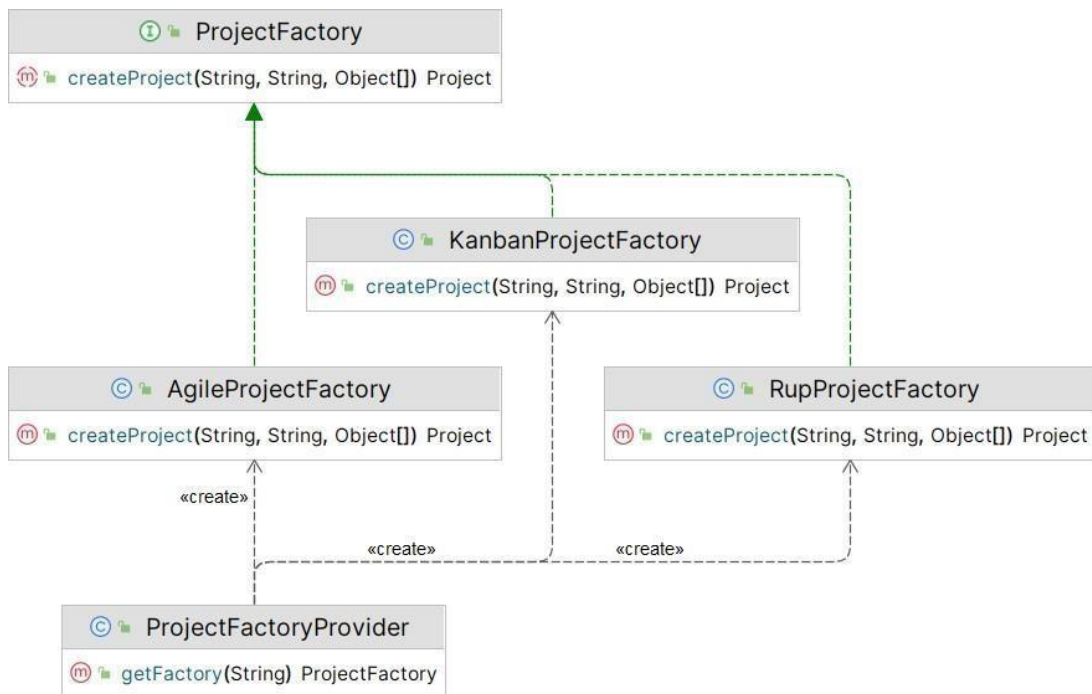 ProjectFactory
createProject(String, String, Object[]) Project
KanbanProjectFactory
createProject(String, String, Object[]) Project
AgileProjectFactory
createProject(String, String, Object[]) Project
RupProjectFactory
createProject(String, String, Object[]) Project
«create»
«create»
«create»
ProjectFactoryProvider
getFactory(String) ProjectFactory